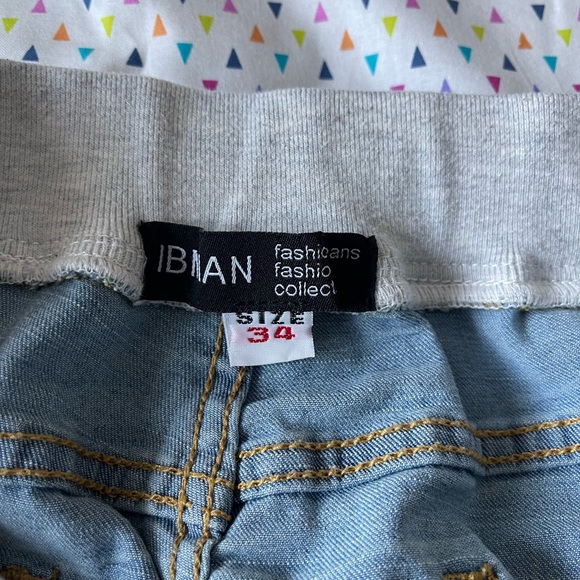 IBMAN
fashioans
fashio
collect
SIZE
34